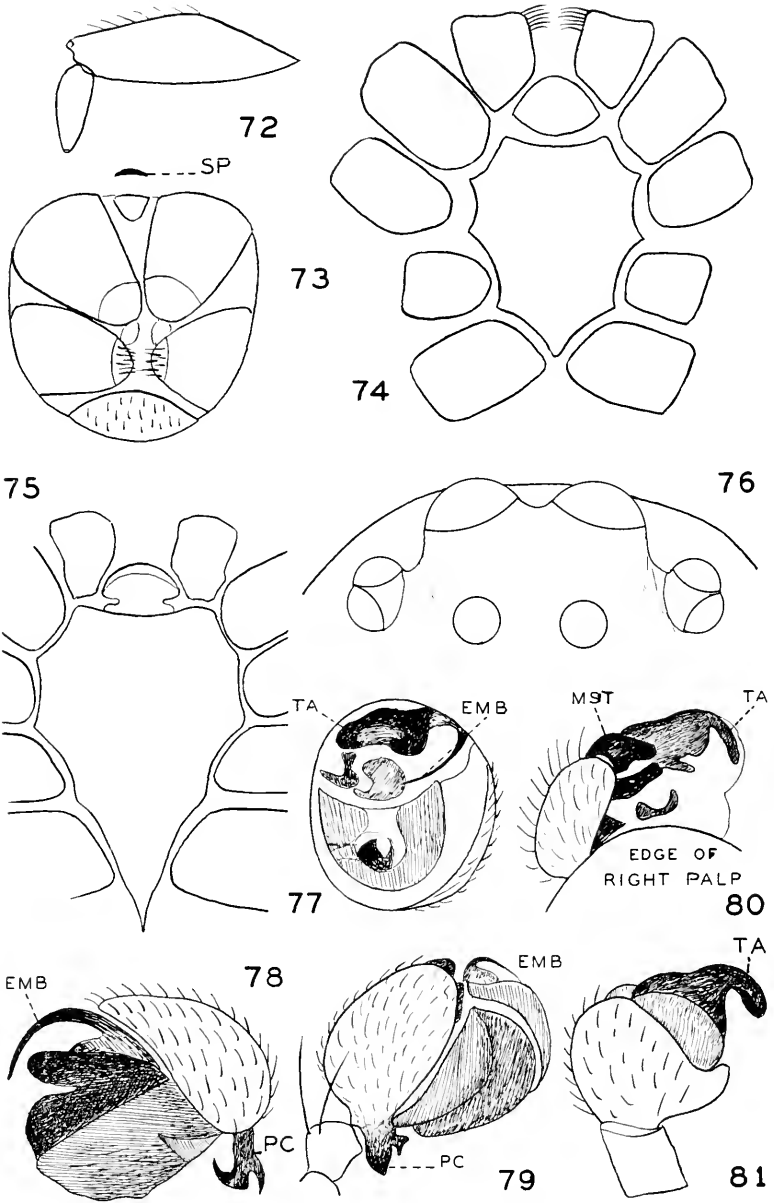 72
SP
73
74
75
76
TA
EMB
MST
TA
77
EDGE OF
RIGHT PALP
80
78
EMB
EMB
TA
PC
PC
79
81